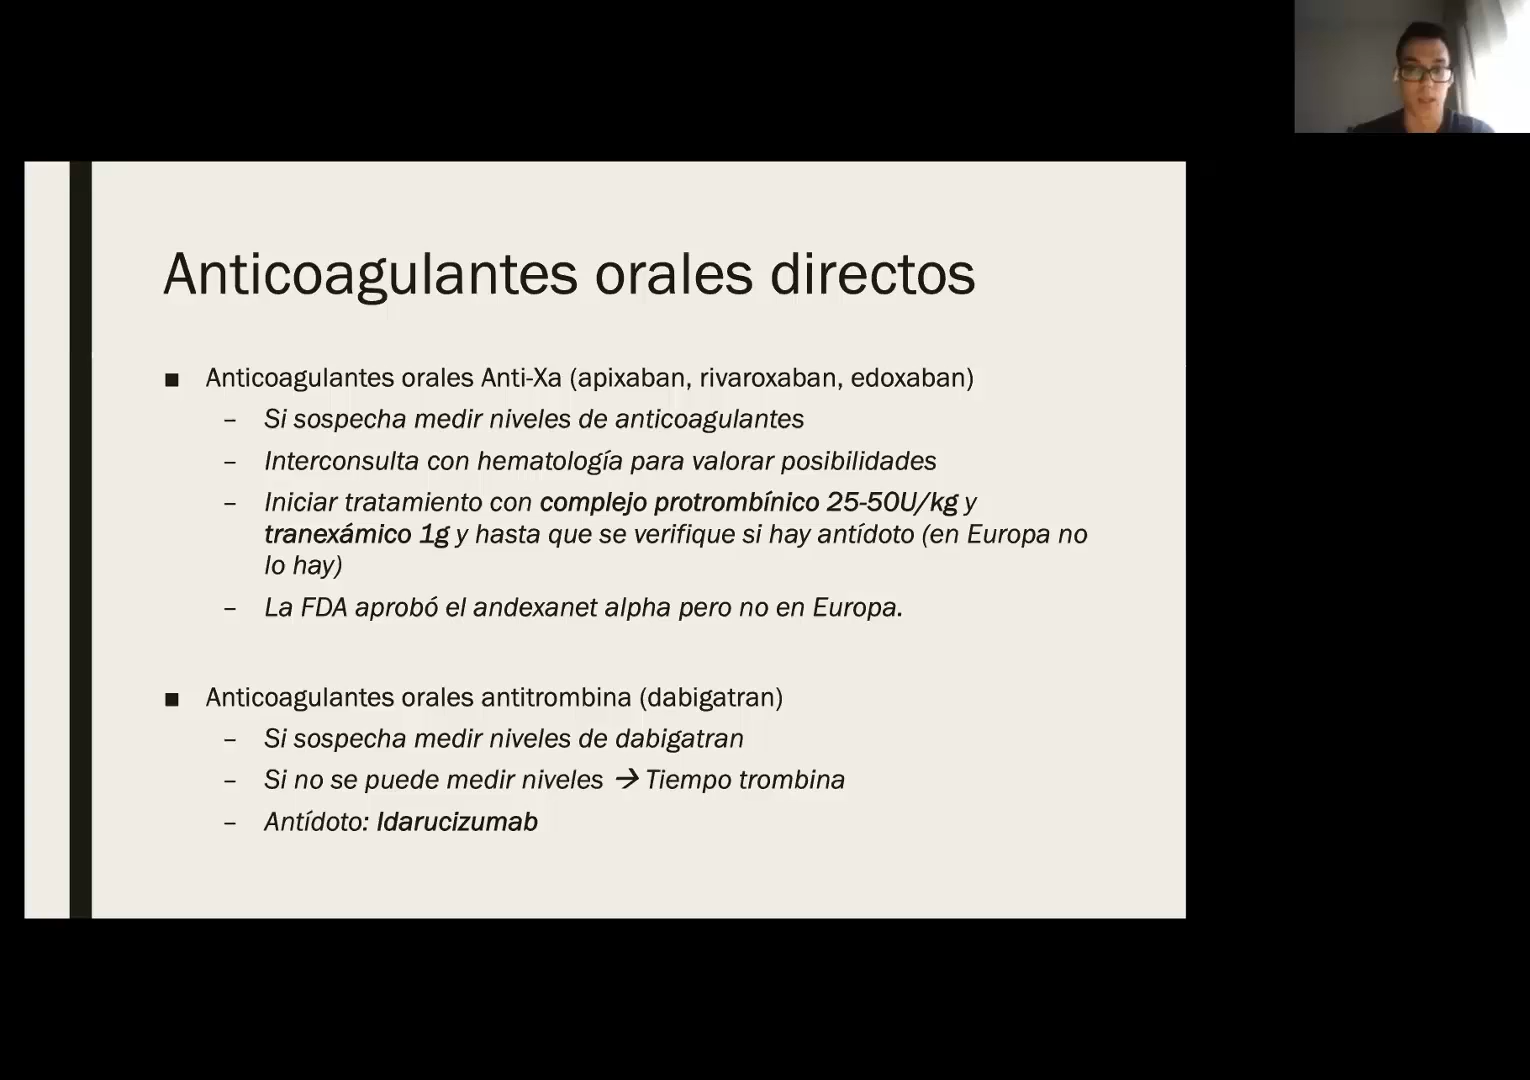 Anticoagulantes orales directos
■ Anticoagulantes orales Anti-Xa (apixaban, rivaroxaban, edoxaban)
– Si sospecha medir niveles de anticoagulantes
– Interconsulta con hematología para valorar posibilidades
– Iniciar tratamiento con complejo protrombínico 25-50U/kg y
tranexámico 1g y hasta que se verifique si hay antídoto (en Europa no
lo hay)
– La FDA aprobó el andexanet alpha pero no en Europa.
■ Anticoagulantes orales antitrombina (dabigatran)
– Si sospecha medir niveles de dabigatran
– Si no se puede medir niveles → Tiempo trombina
– Antídoto: Idarucizumab